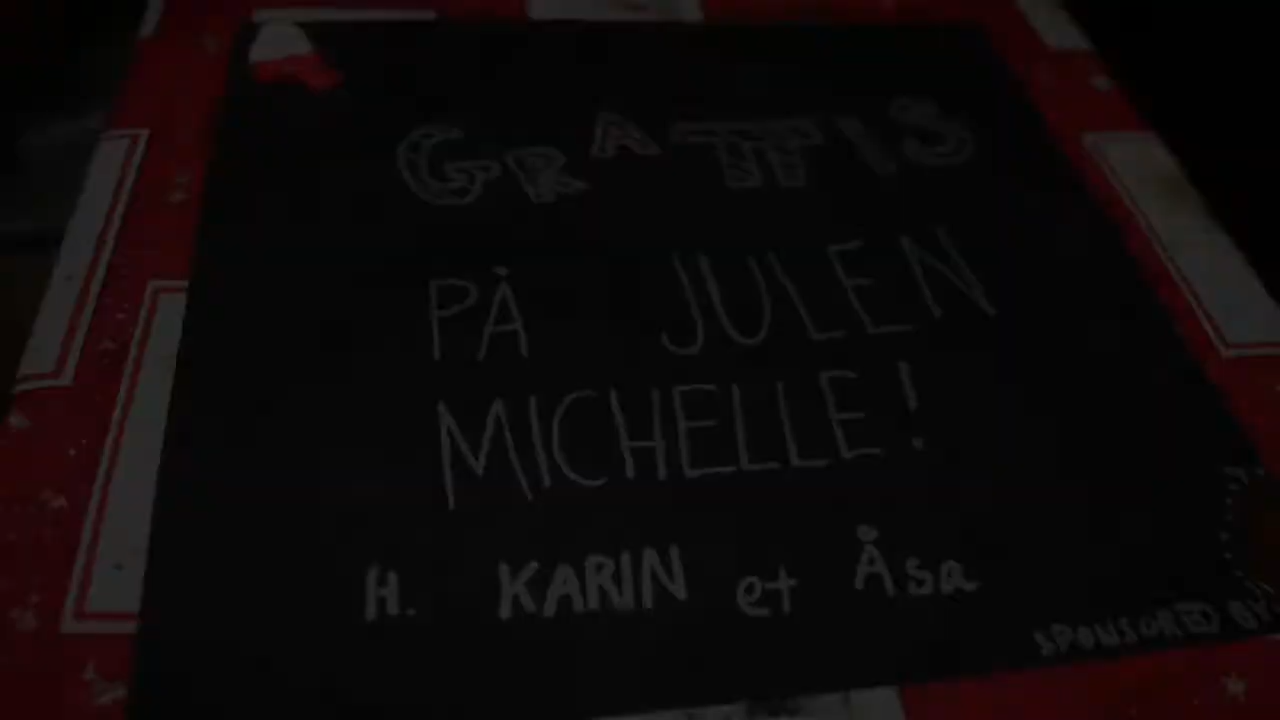 GRATTIS
PÅ JULEN
MICHELLE!
H. KARIN et Åsa
SPONSORED BY